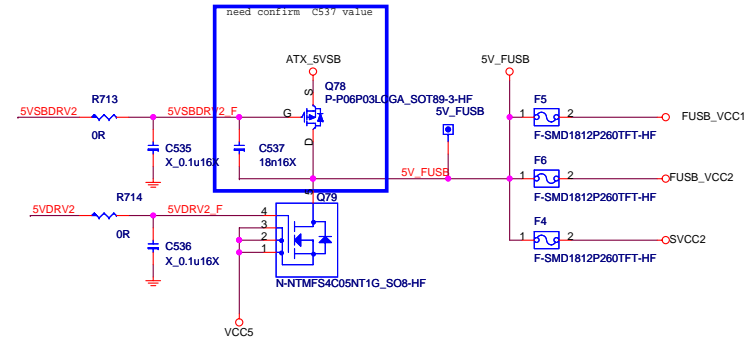 need confirm C537 value
ATX_5VSB
5V_FUSB
S
Q78
P-P06P03LCGA_SOT89-3-HF
R713
5VSBDRV2
5VSBDRV2_F
G
0R
D
C535
X_0.1u16X
C537
18n16X
5V_FUSB
5V_FUSB
F5
1
2
FUSB_VCC1
F-SMD1812P260TFT-HF
F6
1
2
FUSB_VCC2
F-SMD1812P260TFT-HF
F4
1
2
SVCC2
F-SMD1812P260TFT-HF
R714
5VDRV2
5VDRV2_F
0R
C536
X_0.1u16X
5
Q79
4
3
2
1
N-NTMFS4C05NT1G_SO8-HF
VCC5